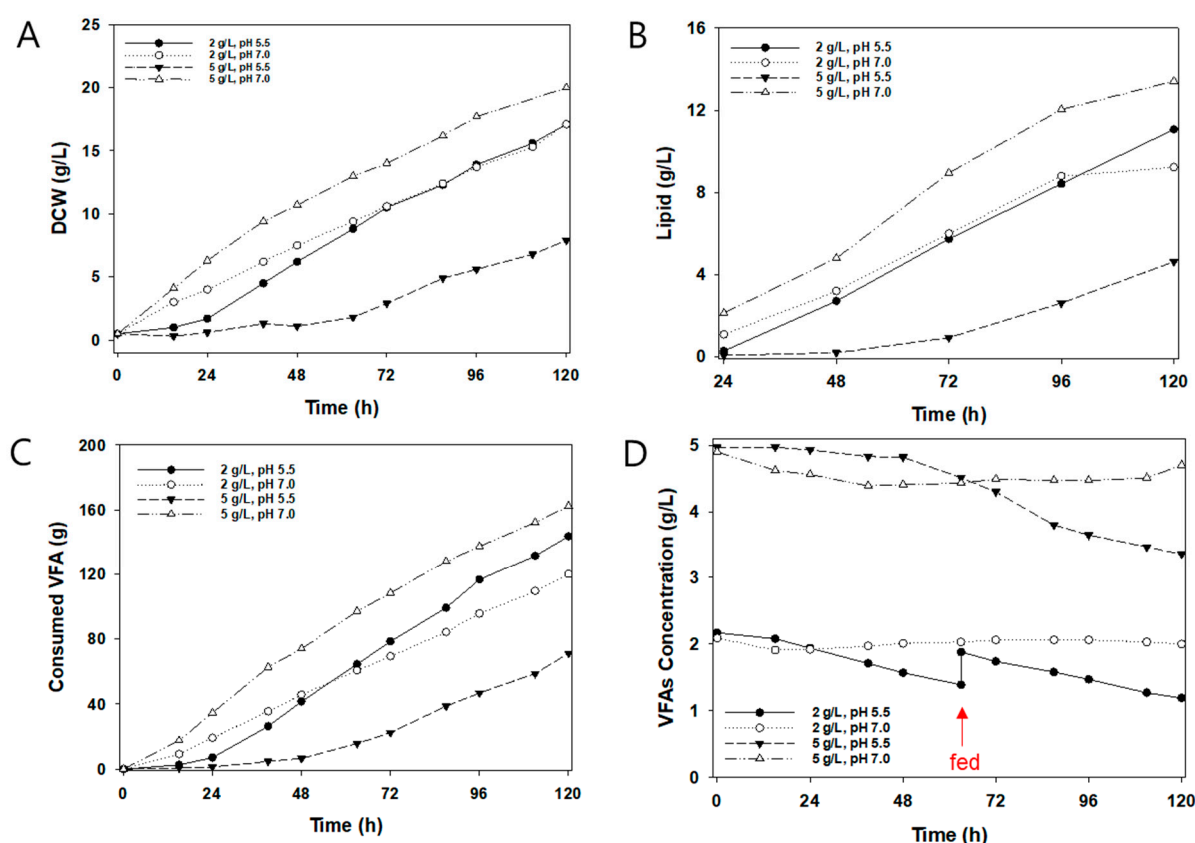 A
25
20
15
10
5
0
DCW (g/L)
2 g/L, pH 5.5
2 g/L, pH 7.0
5 g/L, pH 5.5
5 g/L, pH 7.0
0 24 48 72 96 120
Time (h)
B
16
12
8
4
0
Lipid (g/L)
2 g/L, pH 5.5
2 g/L, pH 7.0
5 g/L, pH 5.5
5 g/L, pH 7.0
24 48 72 96 120
Time (h)
C
200
160
120
80
40
0
Consumed VFA (g)
2 g/L, pH 5.5
2 g/L, pH 7.0
5 g/L, pH 5.5
5 g/L, pH 7.0
0 24 48 72 96 120
Time (h)
D
5
4
3
2
1
0
VFAs Concentration (g/L)
2 g/L, pH 5.5
2 g/L, pH 7.0
5 g/L, pH 5.5
5 g/L, pH 7.0
fed
0 24 48 72 96 120
Time (h)